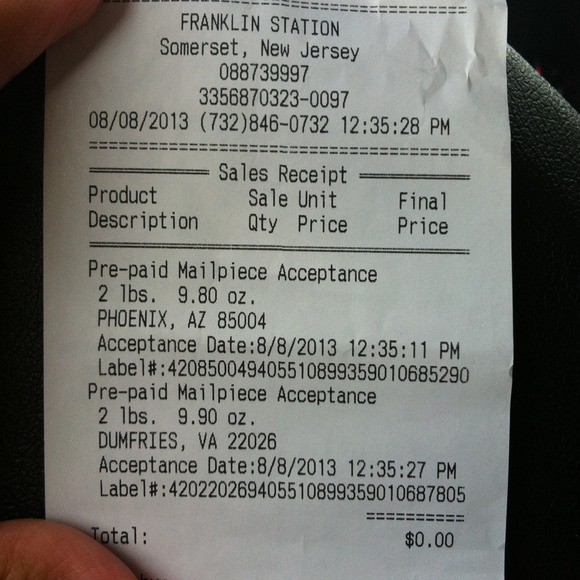 FRANKLIN STATION
Somerset, New Jersey
088739997
3356870323-0097
08/08/2013 (732)846-0732 12:35:28 PM
Sales Receipt
Product Sale Unit Final
Description Qty Price Price
Pre-paid Mailpiece Acceptance
2 lbs. 9.80 oz.
PHOENIX, AZ 85004
Acceptance Date:8/8/2013 12:35:11 PM
Label#:420850049405510899359010685290
Pre-paid Mailpiece Acceptance
2 lbs. 9.90 oz.
DUMFRIES, VA 22026
Acceptance Date:8/8/2013 12:35:27 PM
Label#:420220269405510899359010687805
Total: $0.00